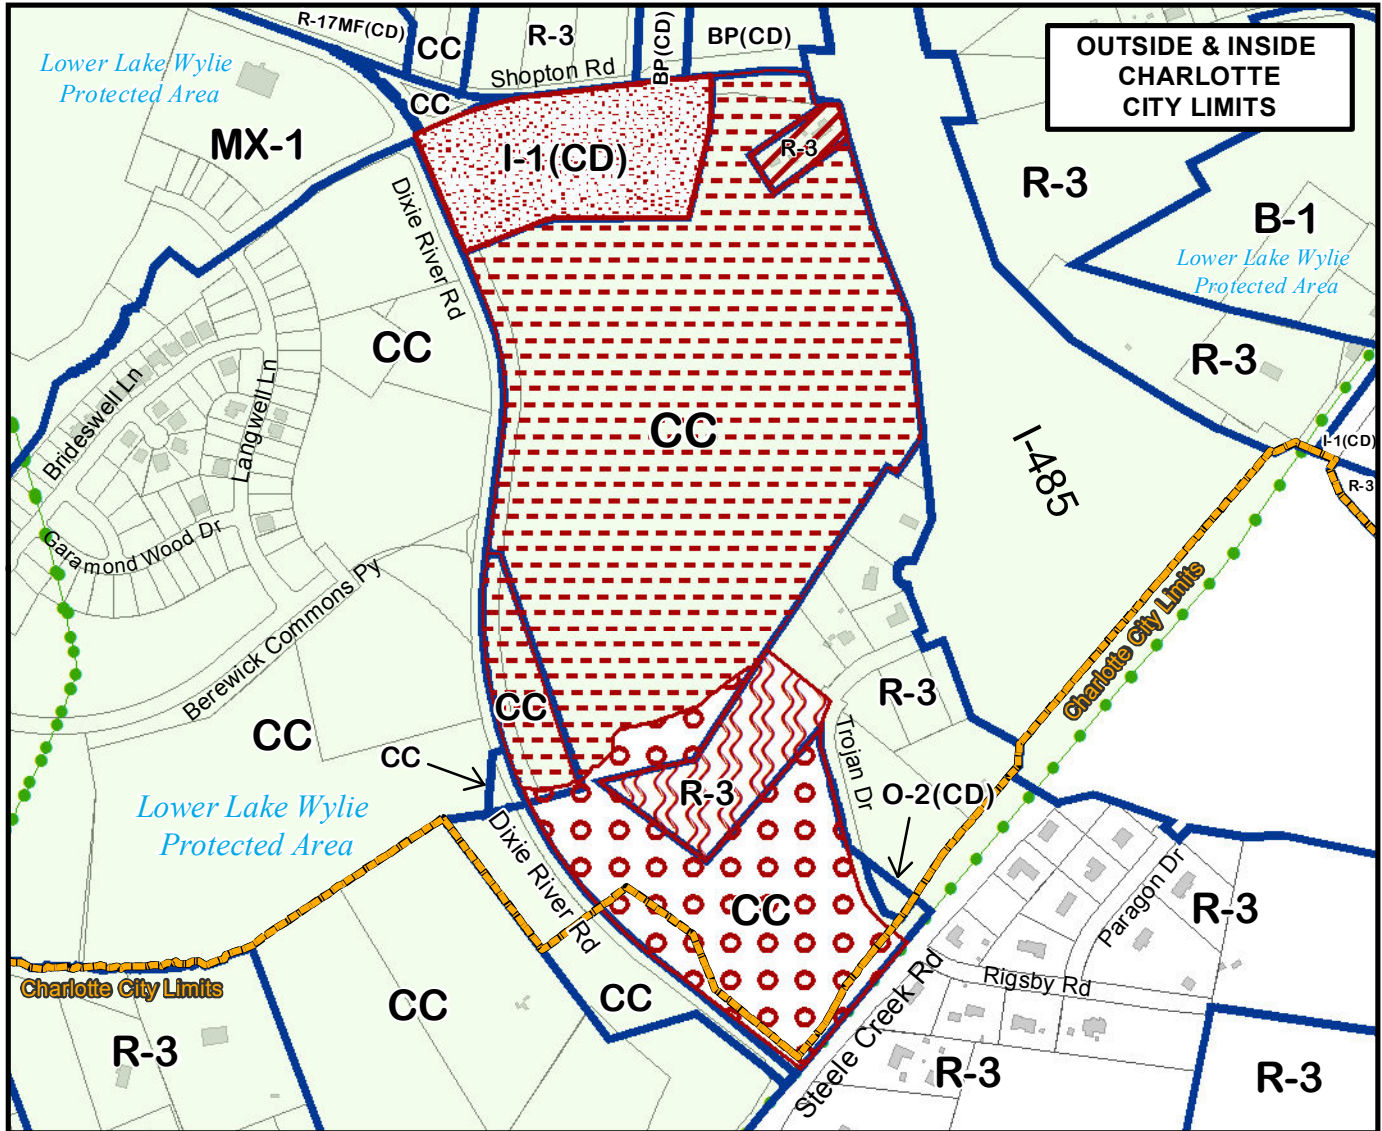 R-17MF(CD)
CC
R-3
BP(CD)
BP(CD)
OUTSIDE & INSIDE
CHARLOTTE
CITY LIMITS
Lower Lake Wylie
Protected Area
Shopton Rd
CC
MX-1
I-1(CD)
R-3
R-3
B-1
Lower Lake Wylie
Protected Area
Dixie River Rd
CC
R-3
Brideswell Ln
Langwell Ln
CC
I-485
I-1(CD)
R-3
Garamond Wood Dr
Berewick Commons Py
Charlotte City Limits
CC
R-3
CC
CC
Trojan Dr
R-3
O-2(CD)
Lower Lake Wylie
Protected Area
Dixie River Rd
CC
Paragon Dr
R-3
Charlotte City Limits
CC
CC
Rigsby Rd
Steele Creek Rd
R-3
R-3
R-3